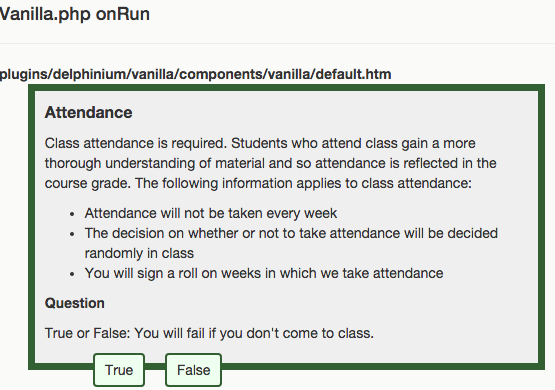 Vanilla.php onRun
plugins/delphinium/vanilla/components/vanilla/default.htm
Attendance
Class attendance is required. Students who attend class gain a more
thorough understanding of material and so attendance is reflected in the
course grade. The following information applies to class attendance:
• Attendance will not be taken every week
• The decision on whether or not to take attendance will be decided
randomly in class
• You will sign a roll on weeks in which we take attendance
Question
True or False: You will fail if you don't come to class.
True False